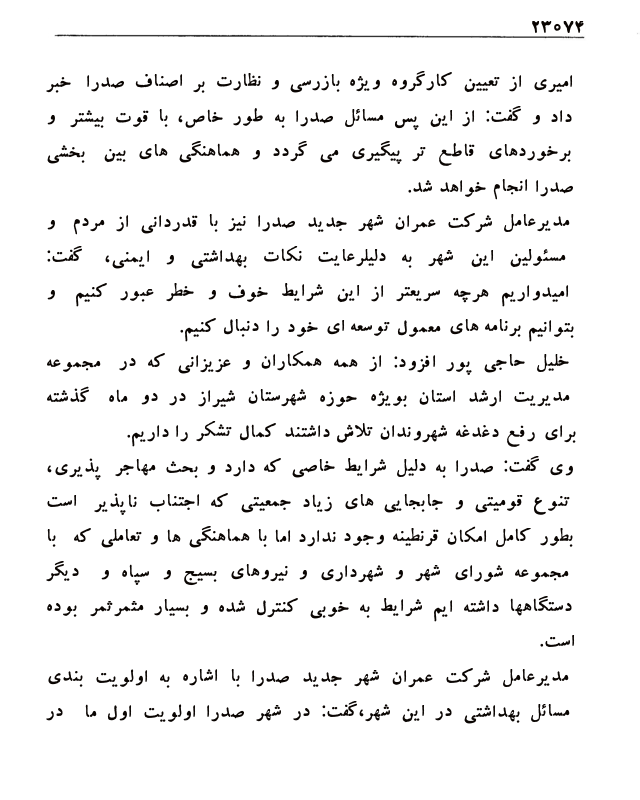 ۲۳۰۷۴
امیری از تعیین کارگروه ویژه بازرسی و نظارت بر اصناف صدرا خبر
داد و گفت: از این پس مسائل صدرا به طور خاص، با قوت بیشتر و
برخوردهای قاطع تر پیگیری می گردد و هماهنگی های بین بخشی
صدرا انجام خواهد شد.
مدیرعامل شرکت عمران شهر جدید صدرا نیز با قدردانی از مردم و
مسئولین این شهر به دلیلرعایت نکات بهداشتی و ایمنی، گفت:
امیدواریم هرچه سریعتر از این شرایط خوف و خطر عبور کنیم و
بتوانیم برنامه های معمول توسعه ای خود را دنبال کنیم.
خلیل حاجی پور افزود: از همه همکاران و عزیزانی که در مجموعه
مدیریت ارشد استان بویژه حوزه شهرستان شیراز در دو ماه گذشته
برای رفع دغدغه شهروندان تلاش داشتند کمال تشکر را داریم.
وی گفت: صدرا به دلیل شرایط خاصی که دارد و بحث مهاجر پذیری،
تنوع قومیتی و جابجایی های زیاد جمعیتی که اجتناب ناپذیر است
بطور کامل امکان قرنطینه وجود ندارد اما با هماهنگی ها و تعاملی که با
مجموعه شورای شهر و شهرداری و نیروهای بسیج و سپاه و دیگر
دستگاهها داشته ایم شرایط به خوبی کنترل شده و بسیار مثمرثمر بوده
است.
مدیرعامل شرکت عمران شهر جدید صدرا با اشاره به اولویت بندی
مسائل بهداشتی در این شهر،گفت: در شهر صدرا اولویت اول ما در